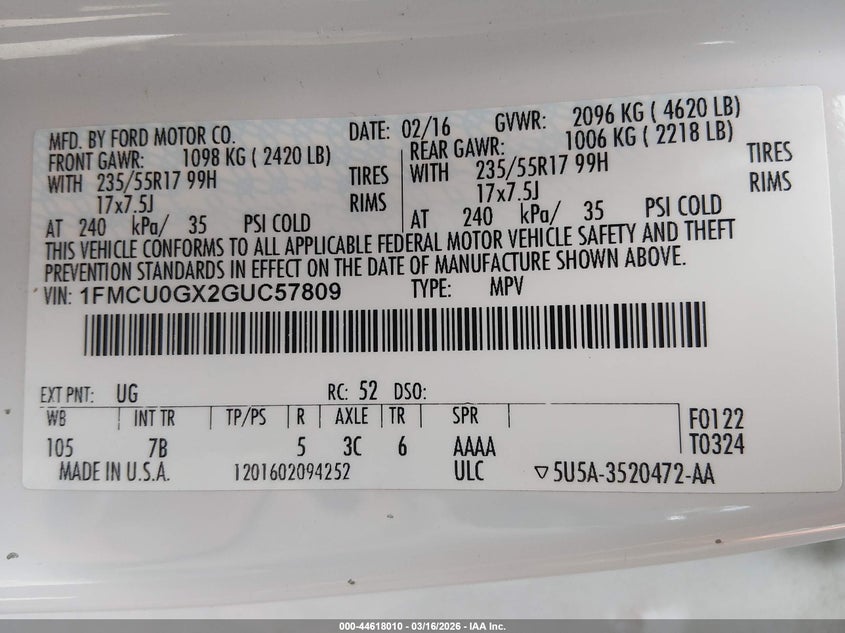 MFD. BY FORD MOTOR CO. DATE: 02/16 GVWR: 2096 KG ( 4620 LB)
FRONT GAWR: 1098 KG ( 2420 LB) REAR GAWR: 1006 KG ( 2218 LB)
WITH 235/55R17 99H TIRES WITH 235/55R17 99H TIRES
17x7.5J RIMS 17x7.5J RIMS
AT 240 kPa/ 35 PSI COLD AT 240 kPa/ 35 PSI COLD
THIS VEHICLE CONFORMS TO ALL APPLICABLE FEDERAL MOTOR VEHICLE SAFETY AND THEFT
PREVENTION STANDARDS IN EFFECT ON THE DATE OF MANUFACTURE SHOWN ABOVE.
VIN: 1FMCU0GX2GUC57809 TYPE: MPV
EXT PNT: UG RC: 52 DSO:
WB INT TR TP/PS R AXLE TR SPR F0122
105 7B 5 3C 6 AAAA T0324
MADE IN U.S.A. 1201602094252 ULC ▽5U5A-3520472-AA
000-44618010 - 03/16/2026 - IAA Inc.